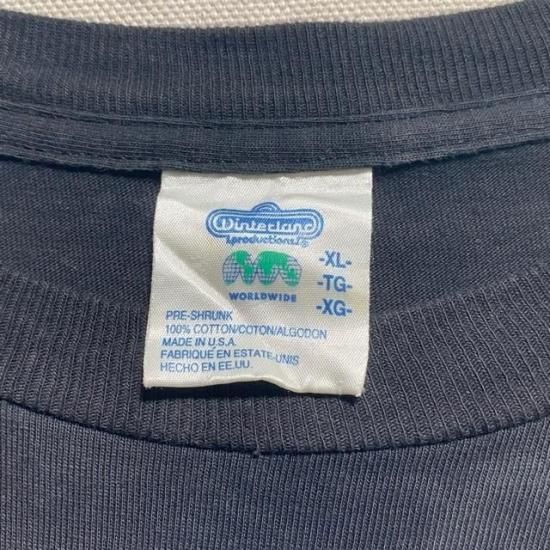 Winterland
productions®
WORLDWIDE
-XL-
-TG-
-XG-
PRE-SHRUNK
100% COTTON/COTON/ALGODON
MADE IN U.S.A.
FABRIQUE EN ESTATE-UNIS
HECHO EN EE.UU.